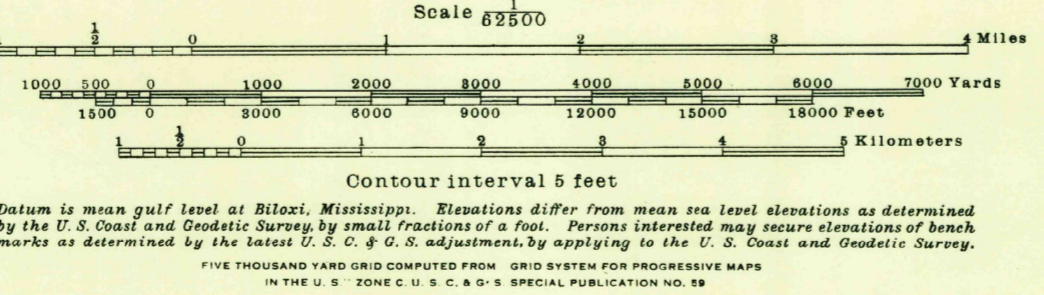 Scale 1/62500
1 1/2 0 1 2 3 4 Miles
1000 500 0 1000 2000 3000 4000 5000 6000 7000 Yards
1500 0 3000 6000 9000 12000 15000 18000 Feet
1 1/2 0 1 2 3 4 5 Kilometers
Contour interval 5 feet
Datum is mean gulf level at Biloxi, Mississippi. Elevations differ from mean sea level elevations as determined
by the U. S. Coast and Geodetic Survey, by small fractions of a foot. Persons interested may secure elevations of bench
marks as determined by the latest U. S. C. & G. S. adjustment, by applying to the U. S. Coast and Geodetic Survey.
FIVE THOUSAND YARD GRID COMPUTED FROM GRID SYSTEM FOR PROGRESSIVE MAPS
IN THE U. S. ZONE C. U. S. C. & G. S. SPECIAL PUBLICATION NO. 59